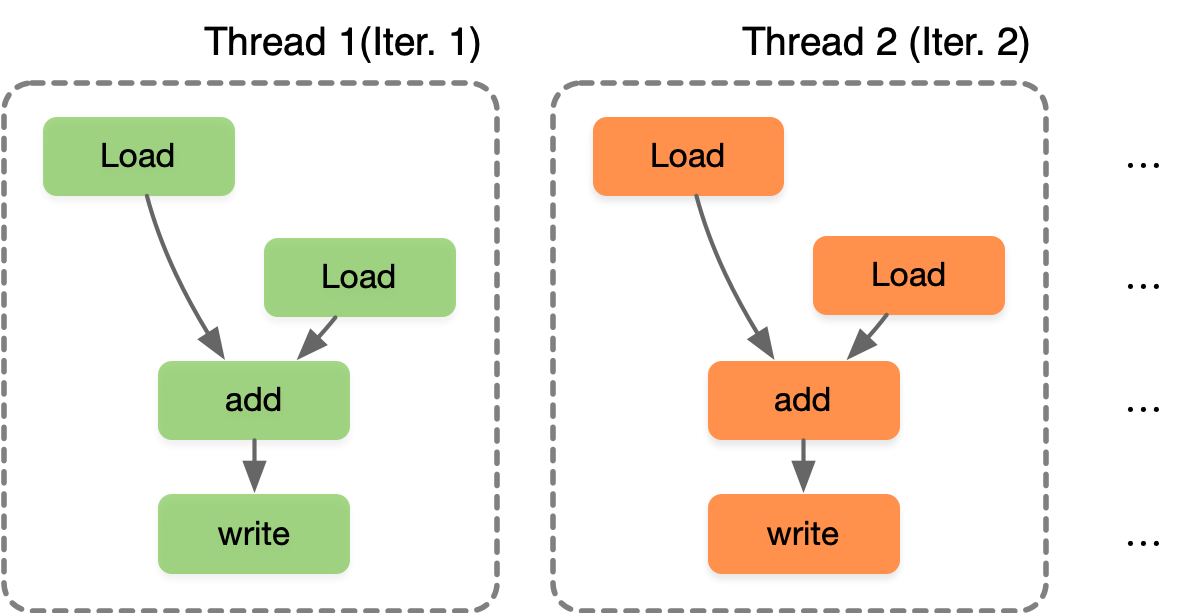 Thread 1(Iter. 1)
Thread 2 (Iter. 2)
Load
Load
...
Load
Load
...
add
add
...
write
write
...